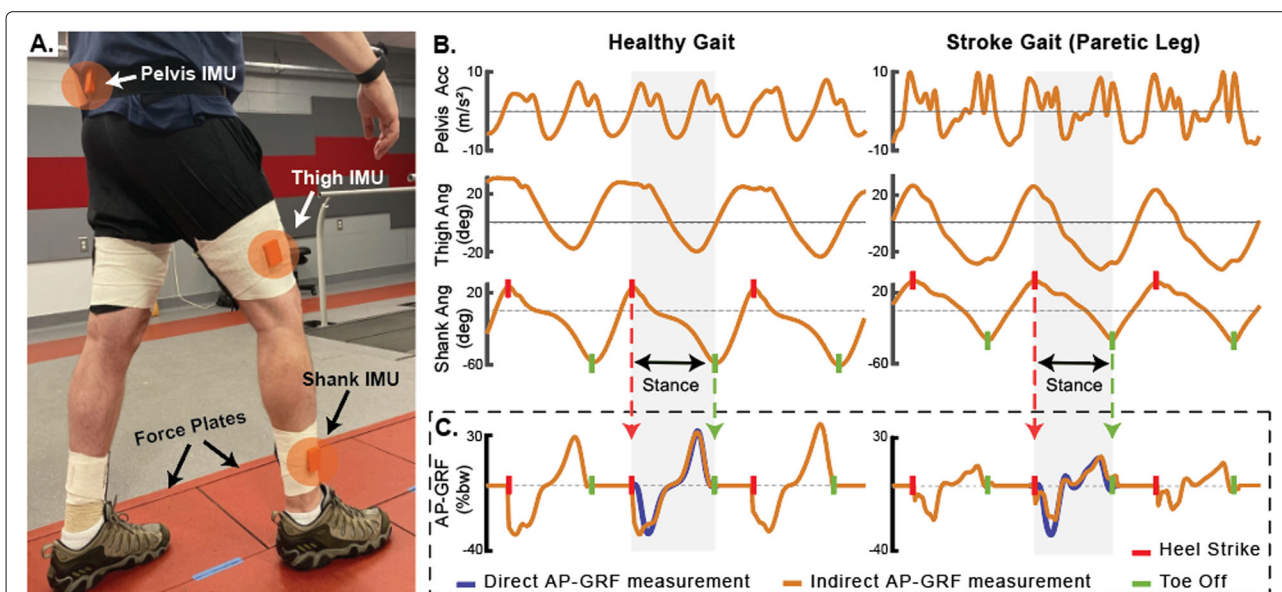 A.
Pelvis IMU
Thigh IMU
Shank IMU
Force Plates
B.
Healthy Gait
Stroke Gait (Paretic Leg)
Pelvis Acc
(m/s²)
10
-10
10
-10
Thigh Ang
(deg)
20
-20
20
-20
Shank Ang
(deg)
20
-60
20
-60
Stance
Stance
C.
AP-GRF
(%bw)
30
-40
30
-40
Heel Strike
Direct AP-GRF measurement
Indirect AP-GRF measurement
Toe Off